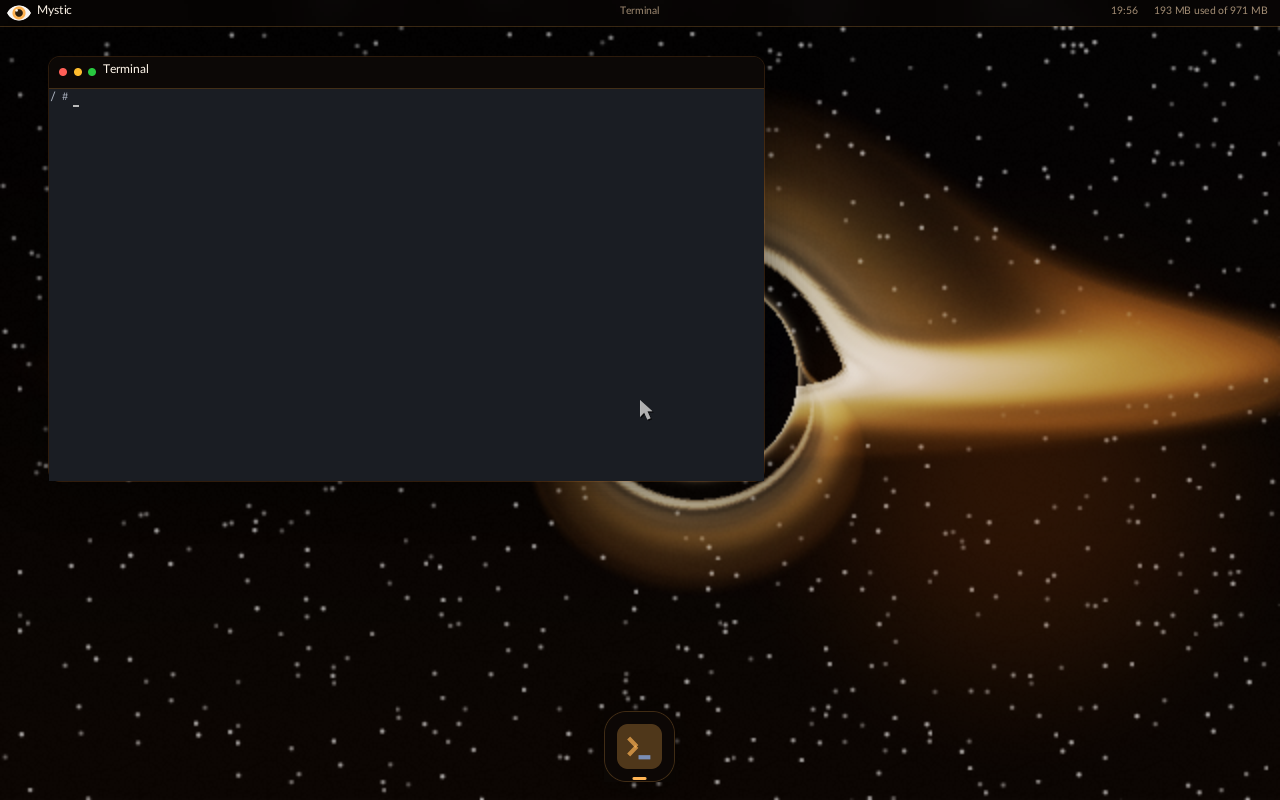 Mystic
Terminal
19:56
193 MB used of 971 MB
Terminal
/ #